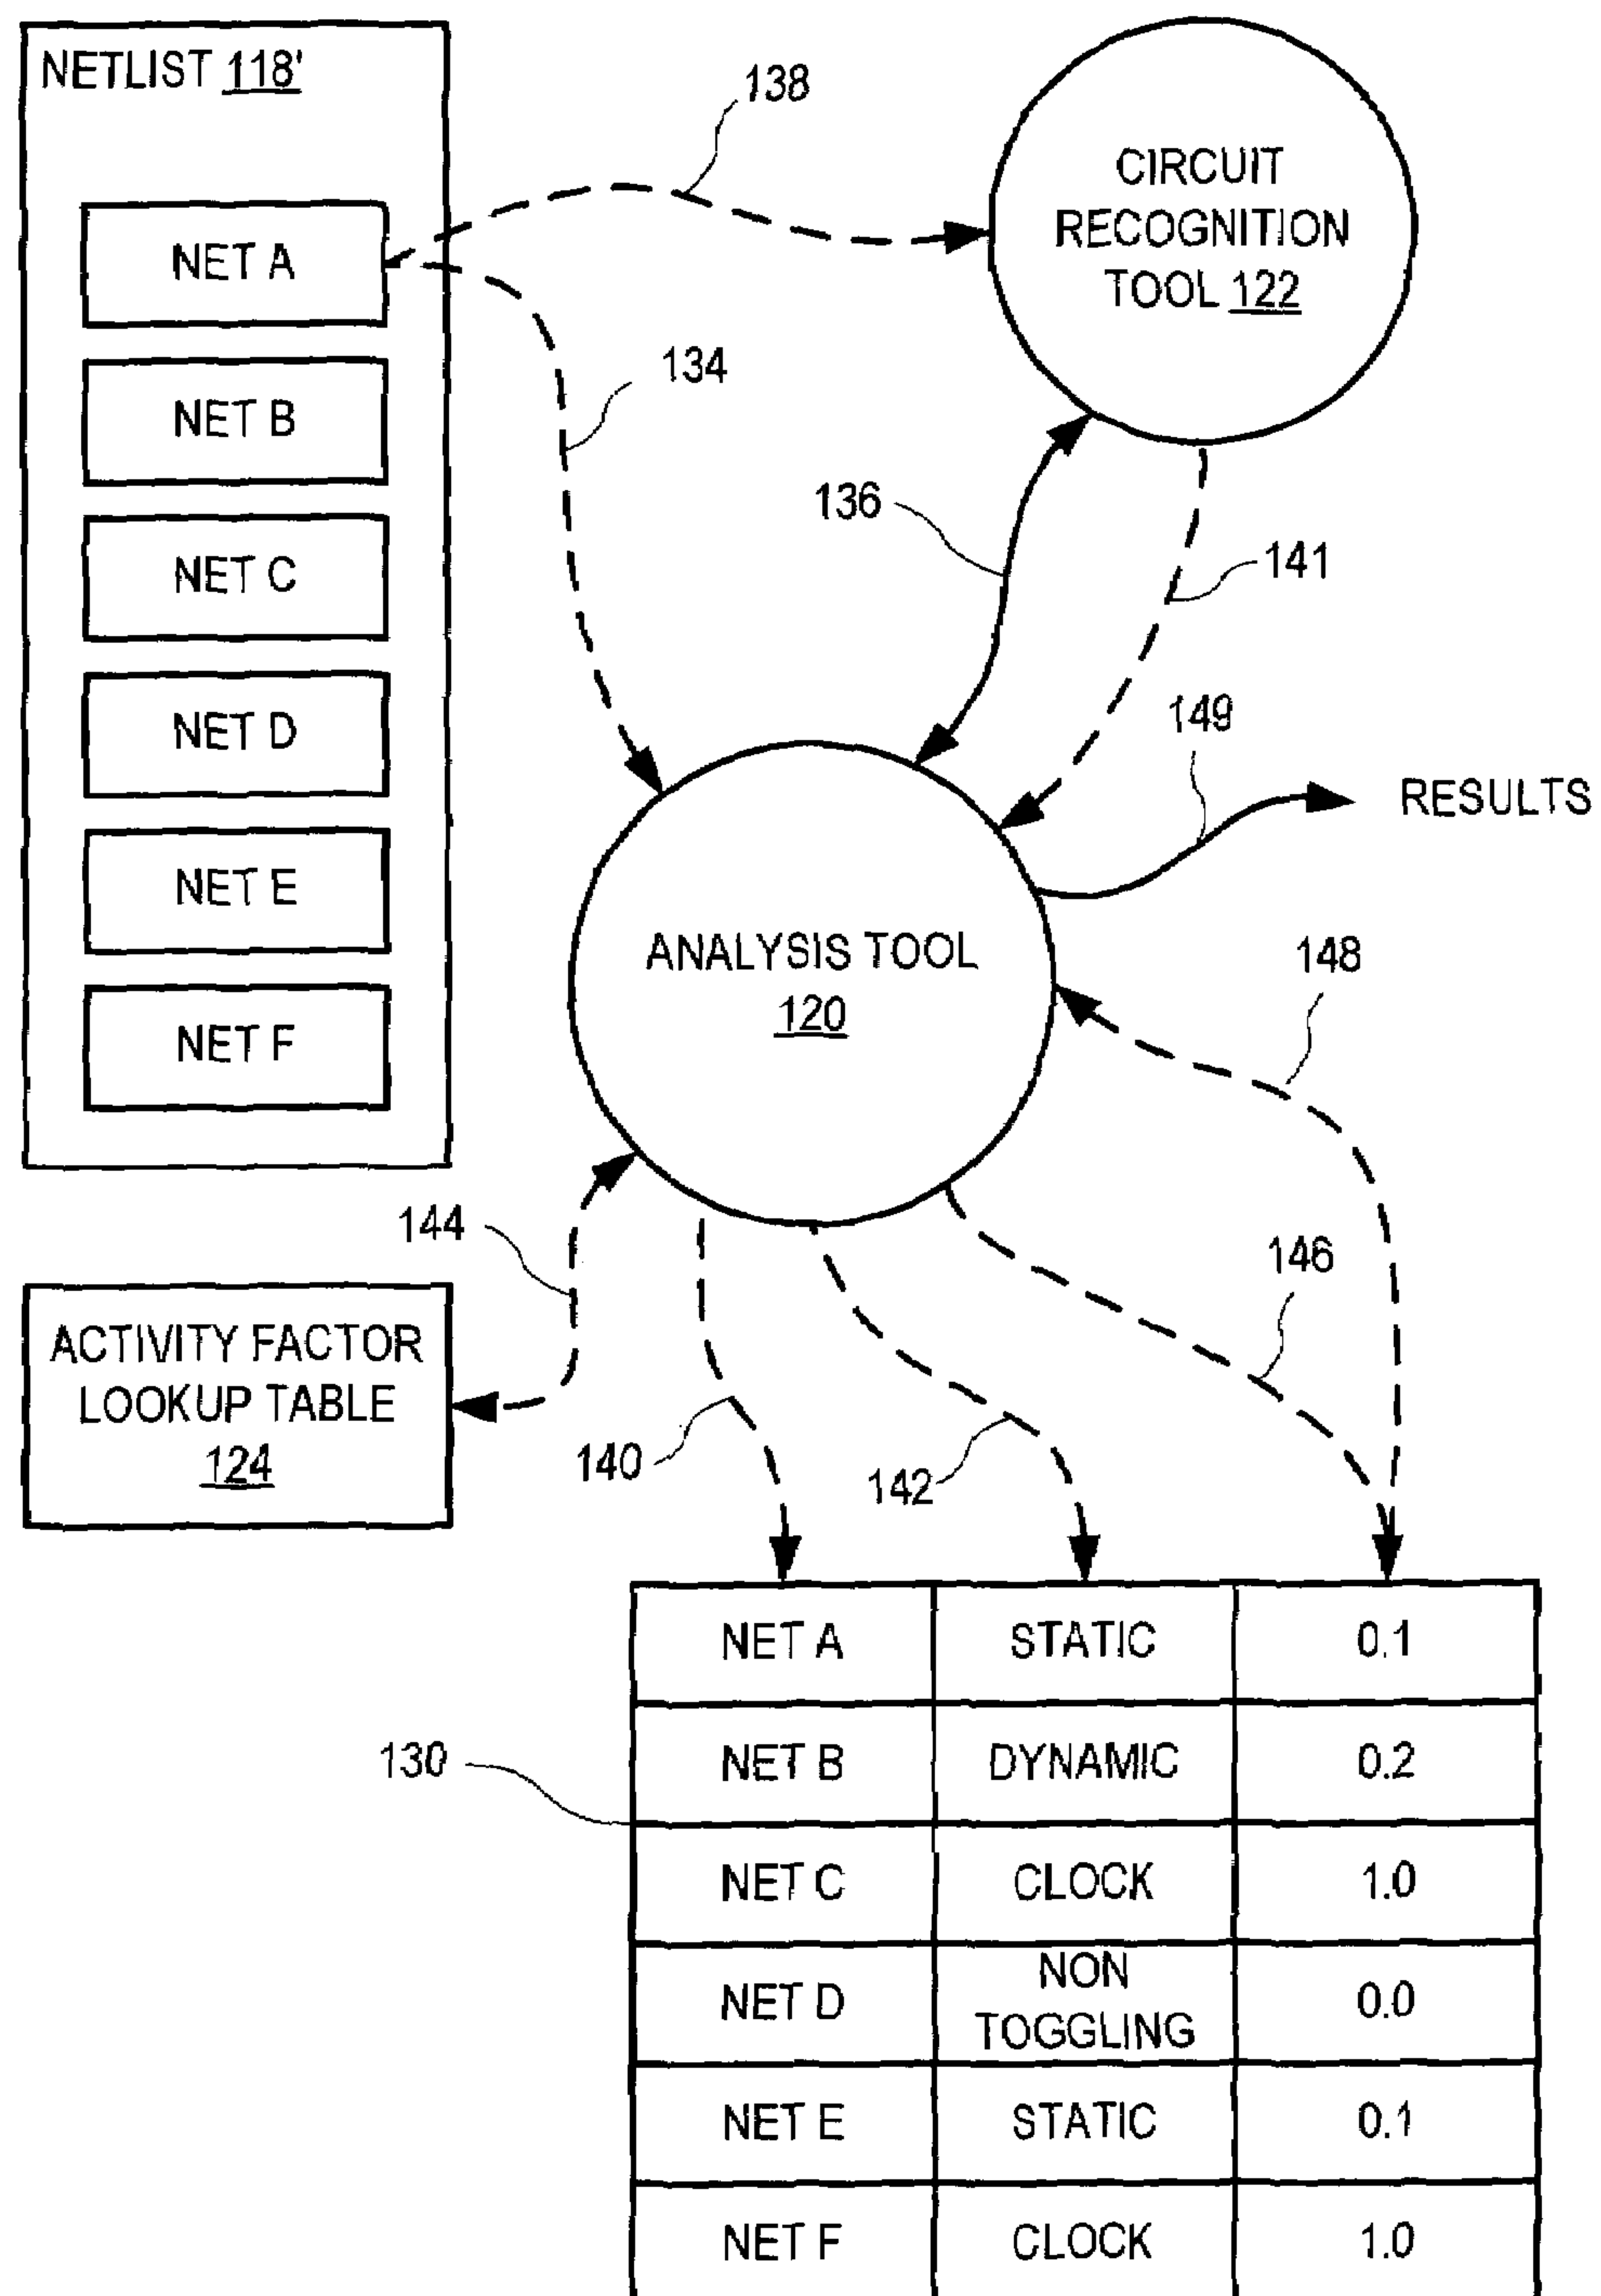 NETLIST 118'
138
CIRCUIT
RECOGNITION
TOOL 122
NET A
134
NET B
136
141
NET C
149
NET D
RESULTS
NET E
ANALYSIS TOOL
120
148
NET F
144
146
ACTIVITY FACTOR
LOOKUP TABLE
124
140
142
NET A STATIC 0.1
130
NET B DYNAMIC 0.2
NET C CLOCK 1.0
NET D NON TOGGLING 0.0
NET E STATIC 0.1
NET F CLOCK 1.0